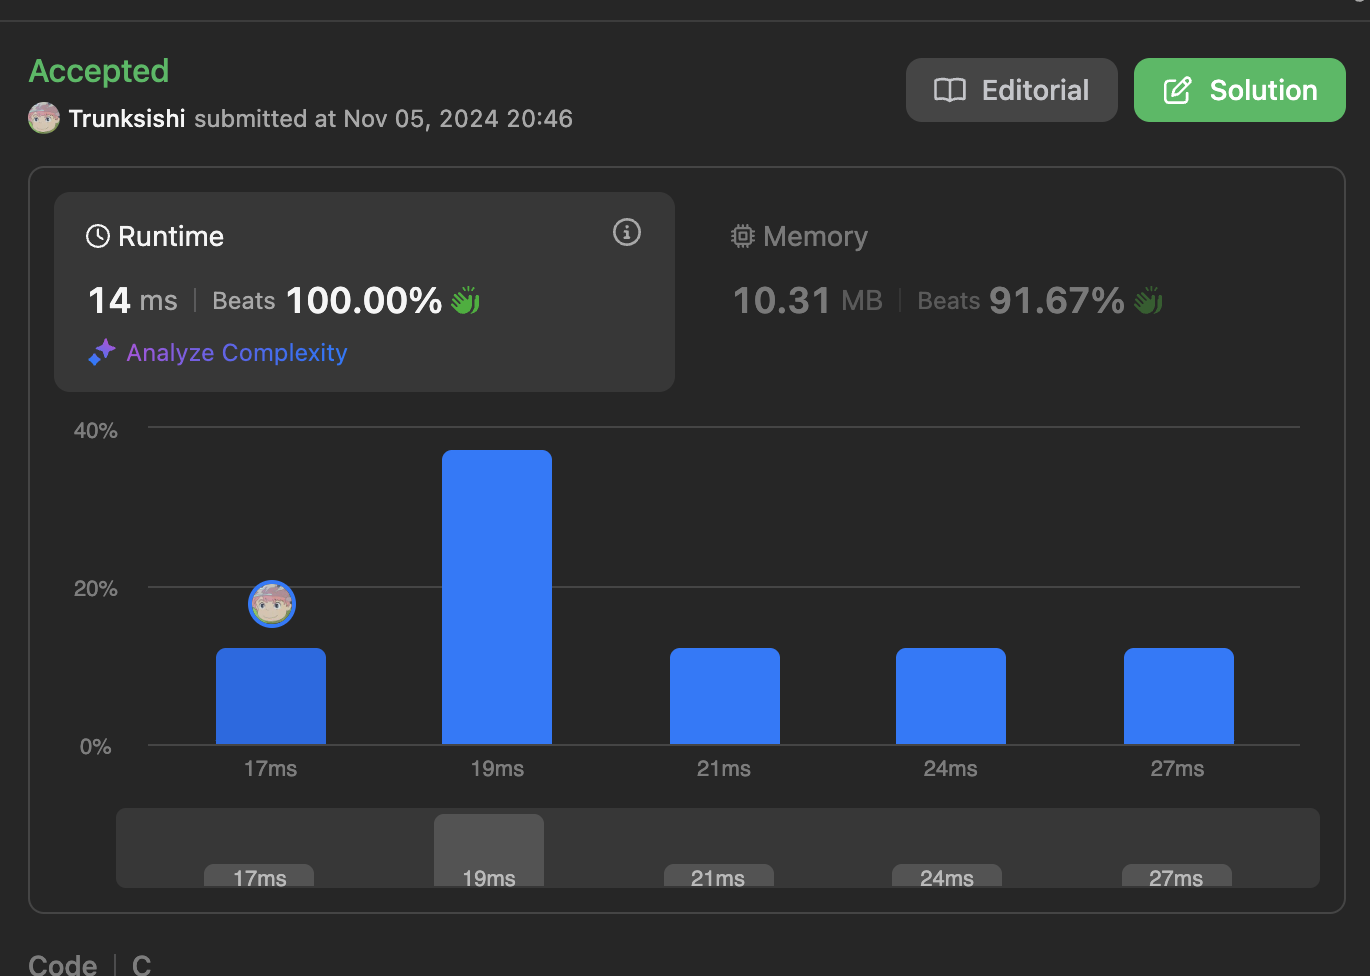 Accepted
Editorial
Solution
Trunksishi submitted at Nov 05, 2024 20:46
Runtime
Memory
14 ms | Beats 100.00%
10.31 MB | Beats 91.67%
Analyze Complexity
40%
20%
0%
17ms 19ms 21ms 24ms 27ms
17ms 19ms 21ms 24ms 27ms
Code | C